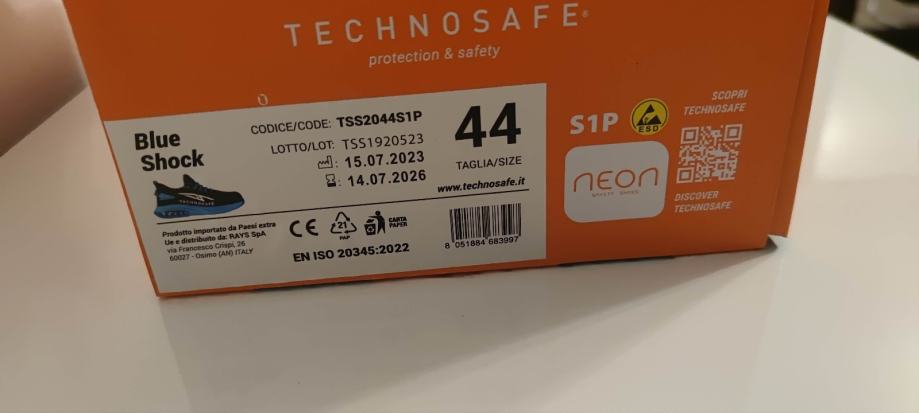 TECHNOSAFE®
protection & safety
Blue
Shock
CODICE/CODE: TSS2044S1P
LOTTO/LOT: TSS1920523
: 15.07.2023
: 14.07.2026
44
TAGLIA/SIZE
www.technosafe.it
TECHNOSAFE
Prodotto importato da Paesi extra
Ue e distribuito da: RAYS SpA
via Francesco Crispi, 26
60027 - Osimo (AN) ITALY
CE
21
PAP
CARTA
PAPER
EN ISO 20345:2022
8 051884 683997
S1P
ESD
neon
SAFETY SHOES
SCOPRI
TECHNOSAFE
DISCOVER
TECHNOSAFE